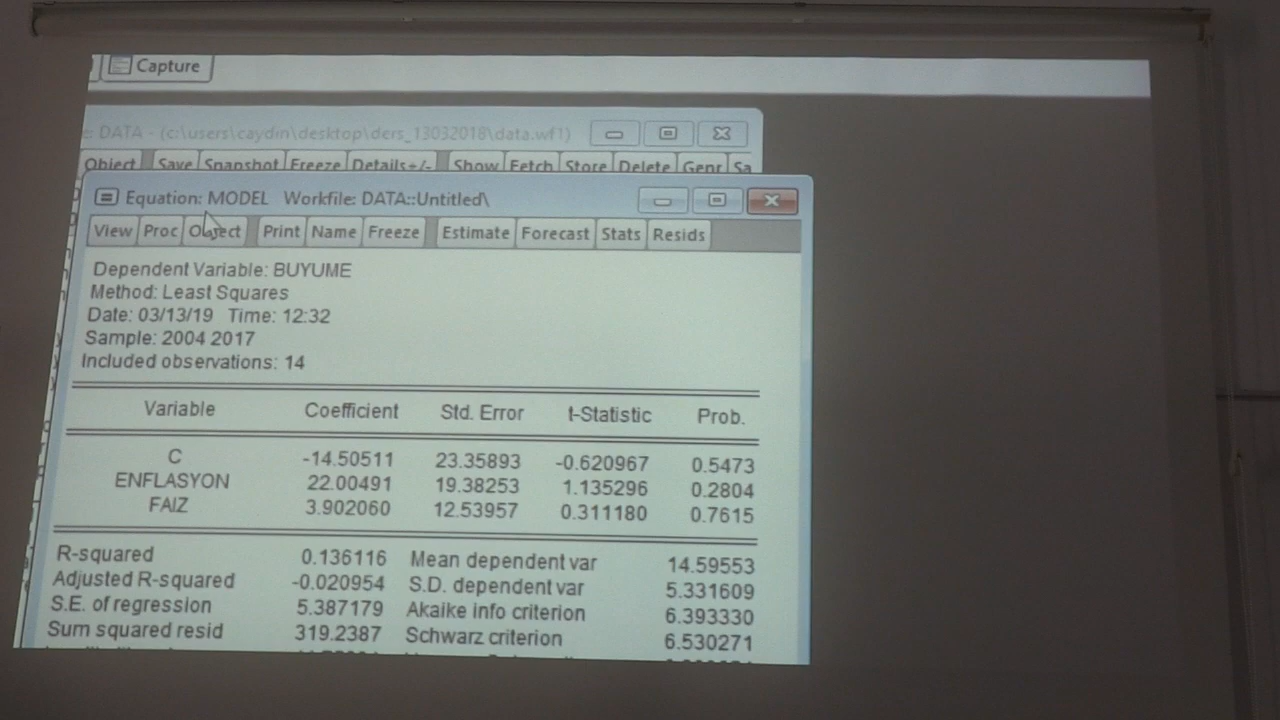 Capture
e: DATA - (c:\users\caydin\desktop\ders_13032018\data.wf1)
Object Save Snapshot Freeze Details+/- Show Fetch Store Delete Genr Sa
Equation: MODEL Workfile: DATA::Untitled\
View Proc Object Print Name Freeze Estimate Forecast Stats Resids
Dependent Variable: BUYUME
Method: Least Squares
Date: 03/13/19 Time: 12:32
Sample: 2004 2017
Included observations: 14
Variable Coefficient Std. Error t-Statistic Prob.
C -14.50511 23.35893 -0.620967 0.5473
ENFLASYON 22.00491 19.38253 1.135296 0.2804
FAIZ 3.902060 12.53957 0.311180 0.7615
R-squared 0.136116 Mean dependent var 14.59553
Adjusted R-squared -0.020954 S.D. dependent var 5.331609
S.E. of regression 5.387179 Akaike info criterion 6.393330
Sum squared resid 319.2387 Schwarz criterion 6.530271